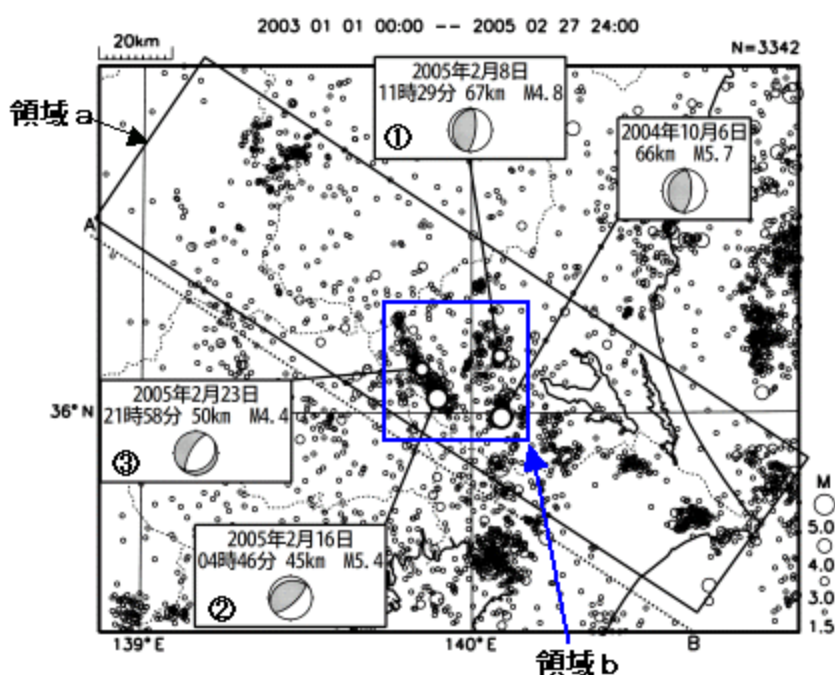 2003 01 01 00:00 -- 2005 02 27 24:00
20km
N=3342
領域a
2005年2月8日
11時29分 67km M4.8
①
2004年10月6日
66km M5.7
A
2005年2月23日
21時58分 50km M4.4
③
36°N
2005年2月16日
04時46分 45km M5.4
②
M
5.0
4.0
3.0
1.5
139°E
140°E
B
領域b